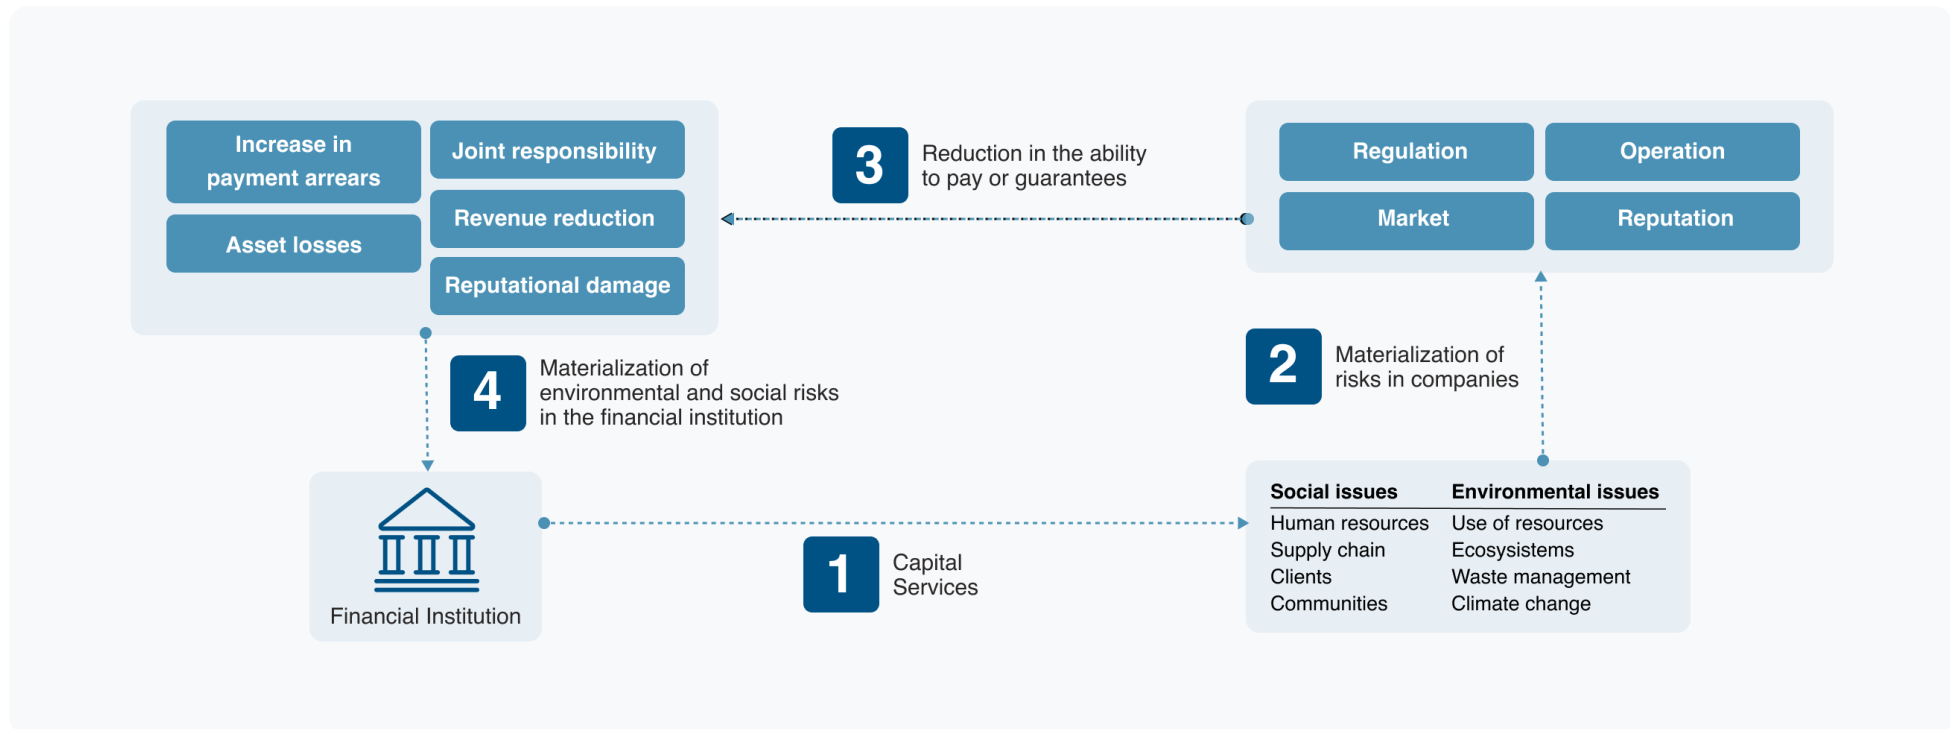 Increase in
payment arrears
Asset losses
Joint responsibility
Revenue reduction
Reputational damage
3
Reduction in the ability
to pay or guarantees
Regulation
Operation
Market
Reputation
4
Materialization of
environmental and social risks
in the financial institution
2
Materialization of
risks in companies
Financial Institution
1
Capital
Services
Social issues Environmental issues
Human resources Use of resources
Supply chain Ecosysistems
Clients Waste management
Communities Climate change